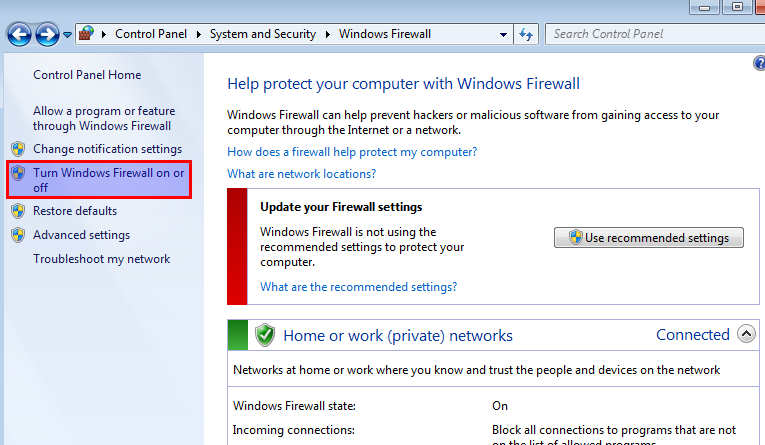 Control Panel ▸ System and Security ▸ Windows Firewall
Search Control Panel
Control Panel Home
Allow a program or feature
through Windows Firewall
Change notification settings
Turn Windows Firewall on or
off
Restore defaults
Advanced settings
Troubleshoot my network
Help protect your computer with Windows Firewall
Windows Firewall can help prevent hackers or malicious software from gaining access to your
computer through the Internet or a network.
How does a firewall help protect my computer?
What are network locations?
Update your Firewall settings
Windows Firewall is not using the
recommended settings to protect your
computer.
Use recommended settings
What are the recommended settings?
Home or work (private) networks
Connected
Networks at home or work where you know and trust the people and devices on the network
Windows Firewall state:
On
Incoming connections:
Block all connections to programs that are not
on the list of allowed programs